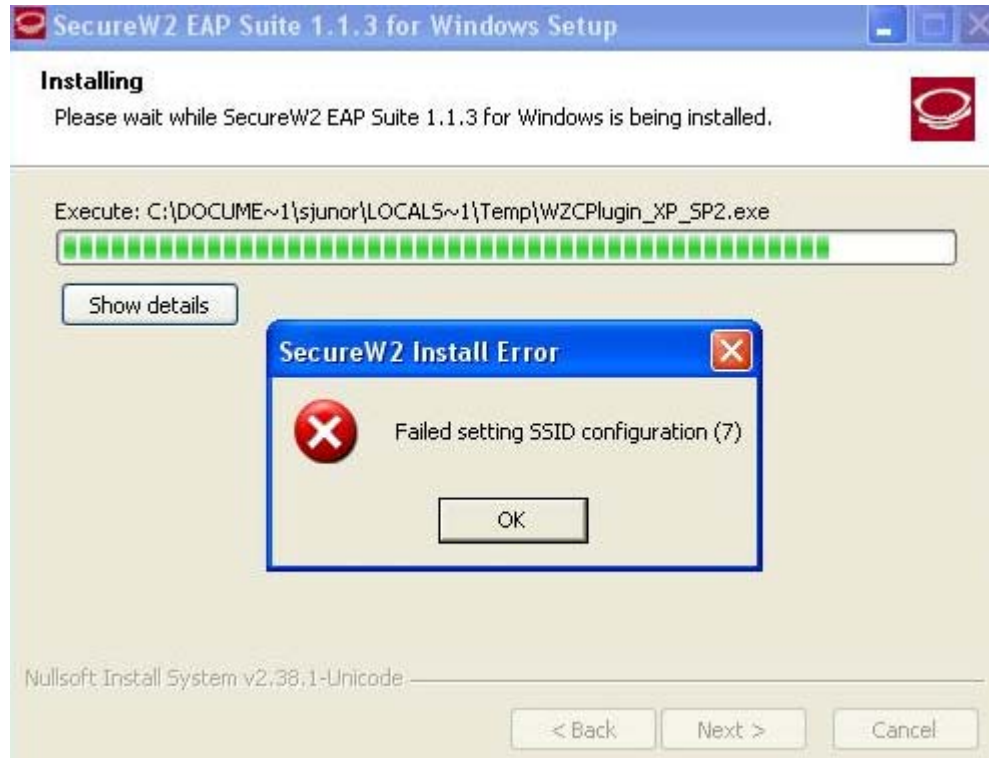 SecureW2 EAP Suite 1.1.3 for Windows Setup
Installing
Please wait while SecureW2 EAP Suite 1.1.3 for Windows is being installed.
Execute: C:\DOCUME~1\sjunor\LOCALS~1\Temp\WZCPlugin_XP_SP2.exe
Show details
SecureW2 Install Error
Failed setting SSID configuration (7)
OK
Nullsoft Install System v2.38.1-Unicode
< Back
Next >
Cancel